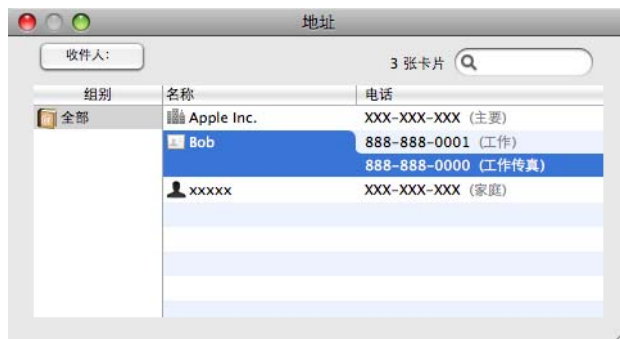 地址
收件人:
3 张卡片
组别 名称 电话
全部 Apple Inc. XXX-XXX-XXX (主要)
Bob 888-888-0001 (工作)
888-888-0000 (工作传真)
xxxxx XXX-XXX-XXX (家庭)